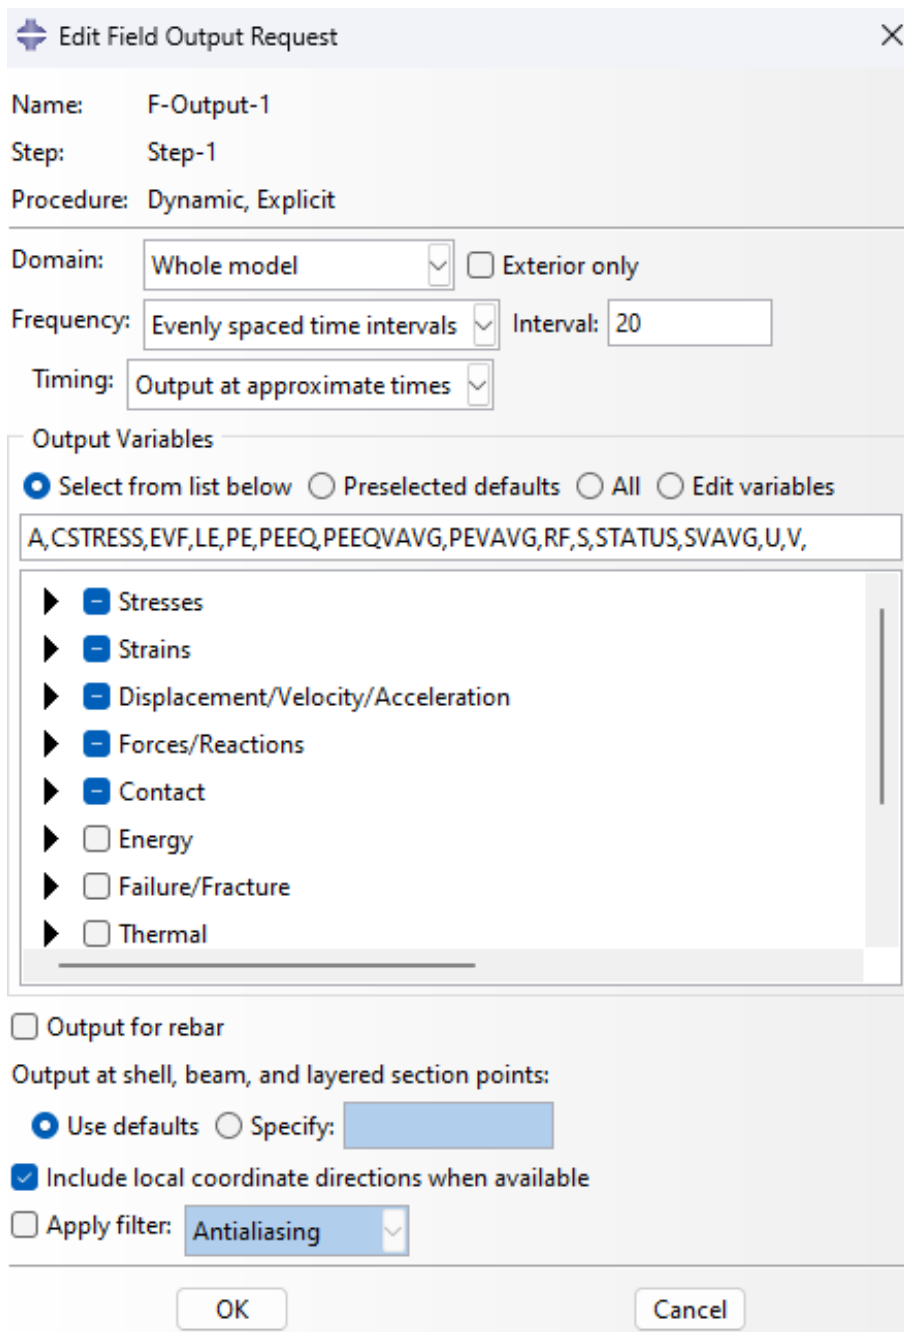 Edit Field Output Request
Name: F-Output-1
Step: Step-1
Procedure: Dynamic, Explicit
Domain: Whole model Exterior only
Frequency: Evenly spaced time intervals Interval: 20
Timing: Output at approximate times
Output Variables
Select from list below Preselected defaults All Edit variables
A,CSTRESS,EVF,LE,PE,PEEQ,PEEQVAVG,PEVAVG,RF,S,STATUS,SVAVG,U,V,
Stresses
Strains
Displacement/Velocity/Acceleration
Forces/Reactions
Contact
Energy
Failure/Fracture
Thermal
Output for rebar
Output at shell, beam, and layered section points:
Use defaults Specify:
Include local coordinate directions when available
Apply filter: Antialiasing
OK Cancel